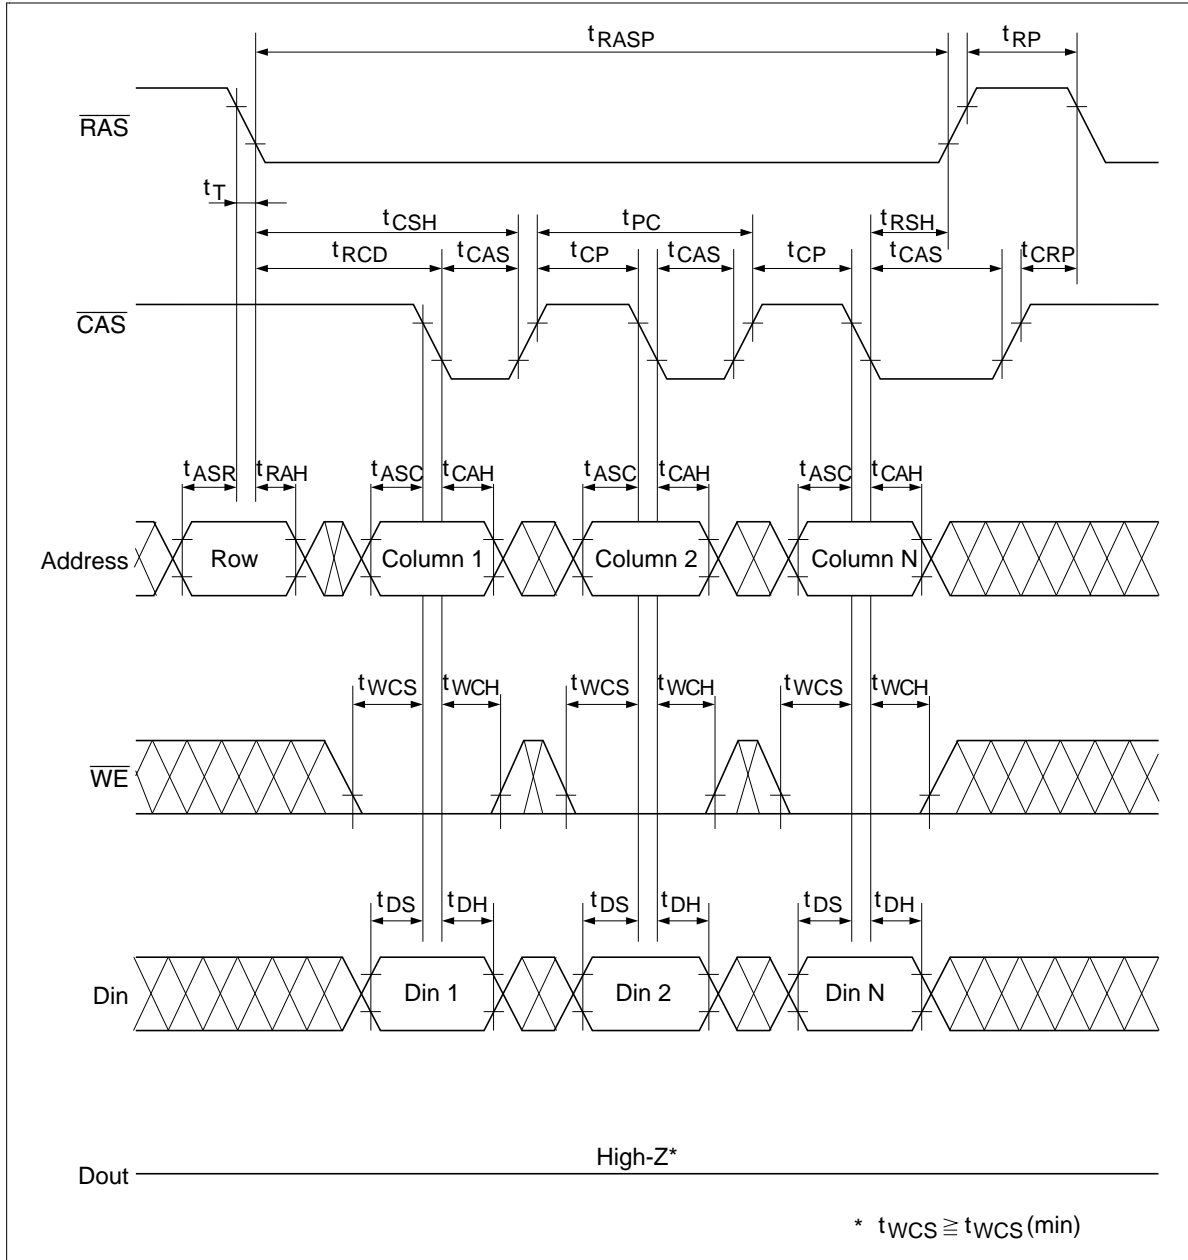 tRASP tRP
RAS
tT
tCSH tPC tRSH
tRCD tCAS tCP tCAS tCP tCAS tCRP
CAS
tASR tRAH tASC tCAH tASC tCAH tASC tCAH
Address Row Column 1 Column 2 Column N
tWCS tWCH tWCS tWCH tWCS tWCH
WE
tDS tDH tDS tDH tDS tDH
Din Din 1 Din 2 Din N
High-Z*
Dout
* tWCS ≧ tWCS (min)